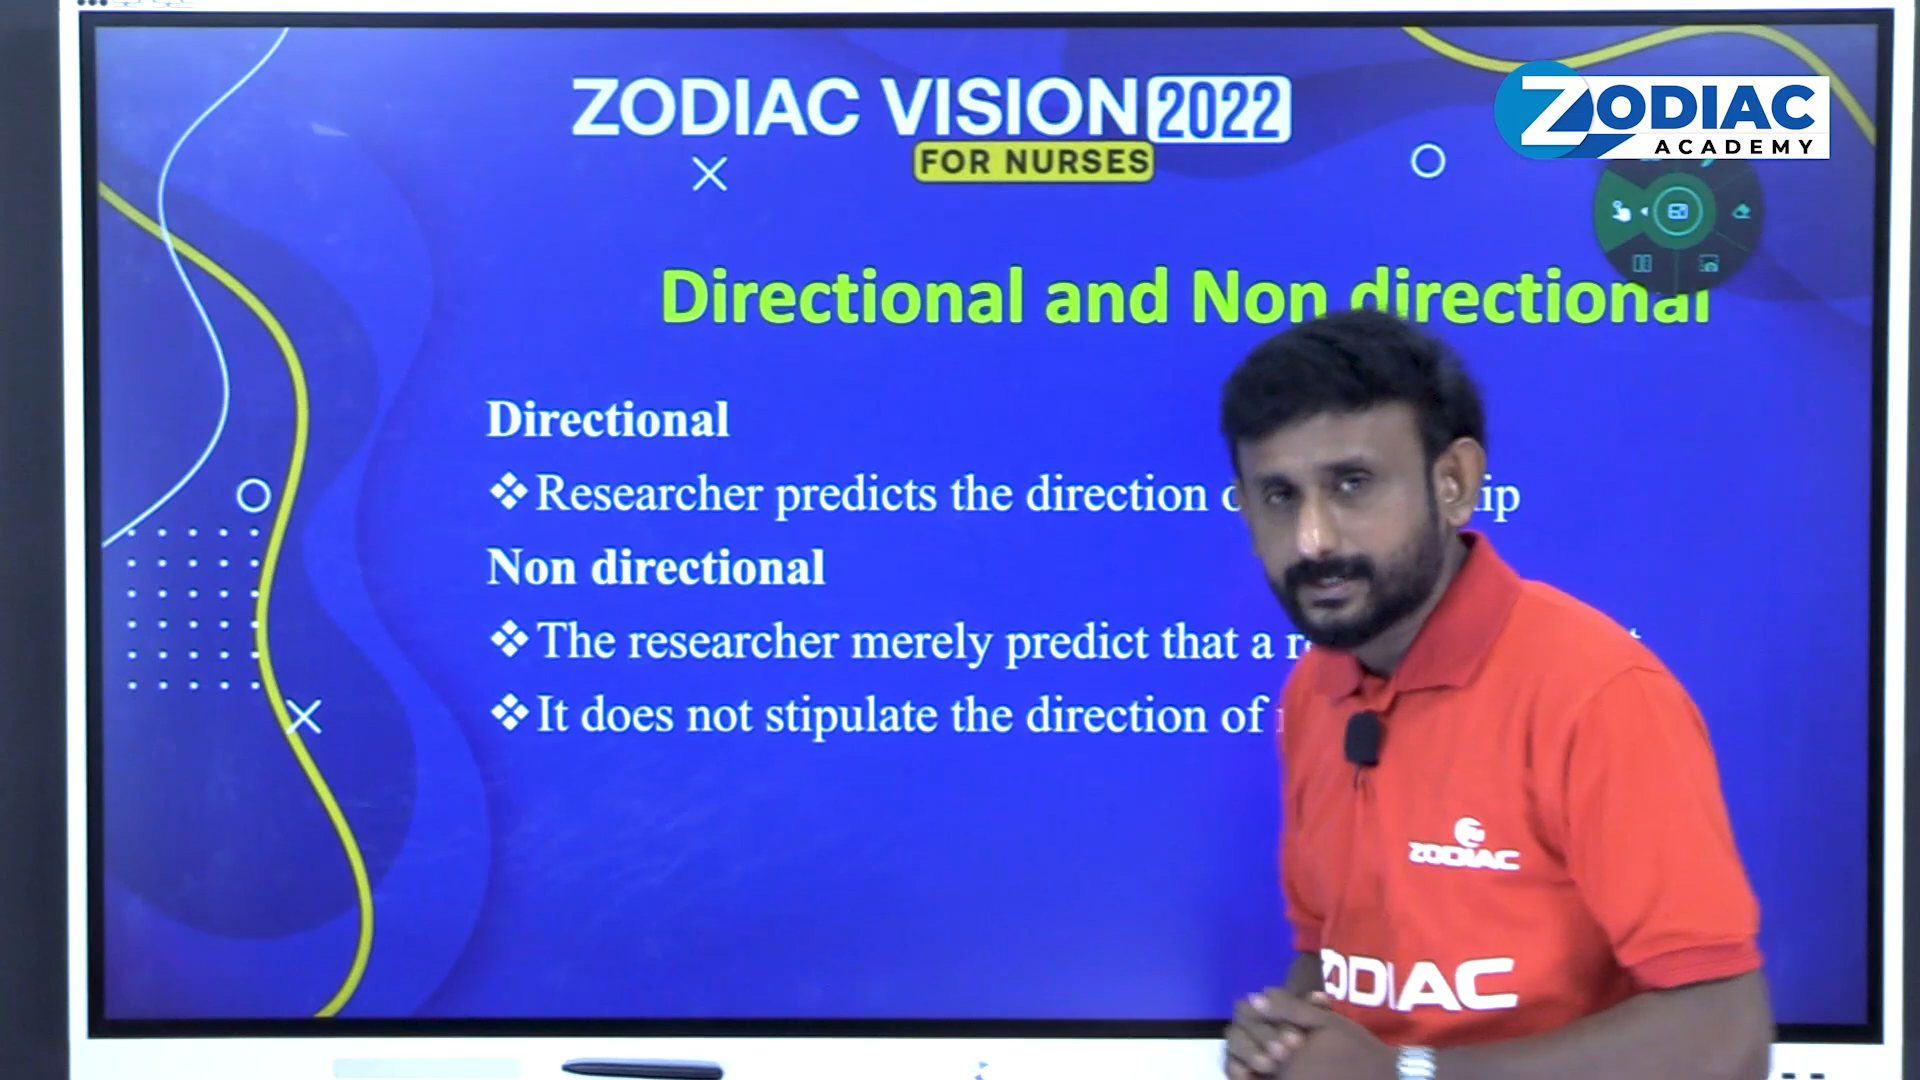 ZODIAC VISION 2022
FOR NURSES
ZODIAC
ACADEMY
Directional and Non directional
Directional
❖Researcher predicts the direction
Non directional
❖The researcher merely predict that a
❖It does not stipulate the direction of
ZODIAC
ZODIAC